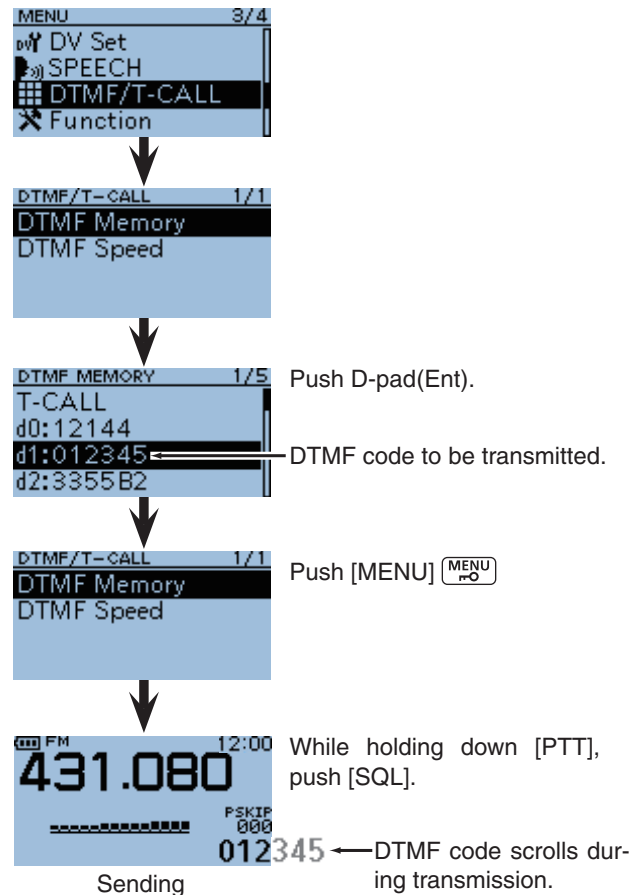 MENU 3/4
DV Set
SPEECH
DTMF/T-CALL
Function
DTMF/T-CALL 1/1
DTMF Memory
DTMF Speed
DTMF MEMORY 1/5
T-CALL
d0:12144
d1:012345
d2:3355B2
Push D-pad(Ent).
DTMF code to be transmitted.
DTMF/T-CALL 1/1
DTMF Memory
DTMF Speed
Push [MENU] MENU
FM 12:00
431.080
PSKIP
000
012345
Sending
While holding down [PTT],
push [SQL].
DTMF code scrolls dur-
ing transmission.